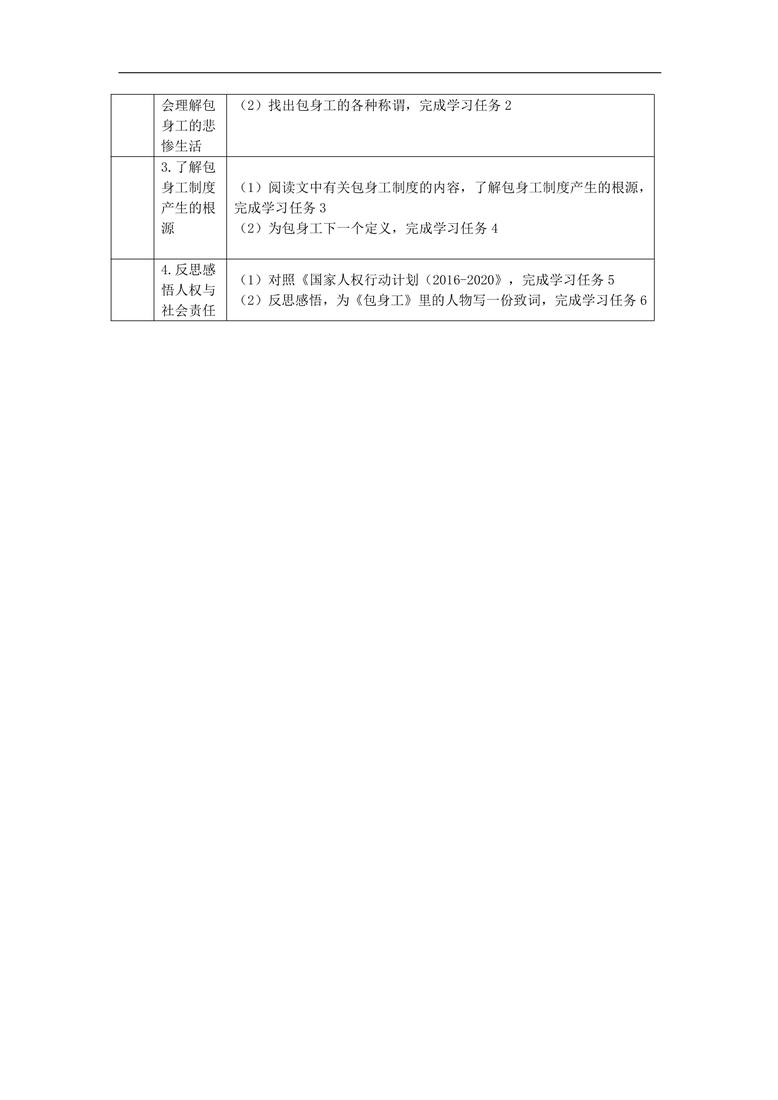 会理解包
身工的悲
惨生活
（2）找出包身工的各种称谓，完成学习任务 2
3.了解包
身工制度
产生的根
源
（1）阅读文中有关包身工制度的内容，了解包身工制度产生的根源，
完成学习任务 3
（2）为包身工下一个定义，完成学习任务 4
4.反思感
悟人权与
社会责任
（1）对照《国家人权行动计划（2016-2020》，完成学习任务 5
（2）反思感悟，为《包身工》里的人物写一份致词，完成学习任务 6